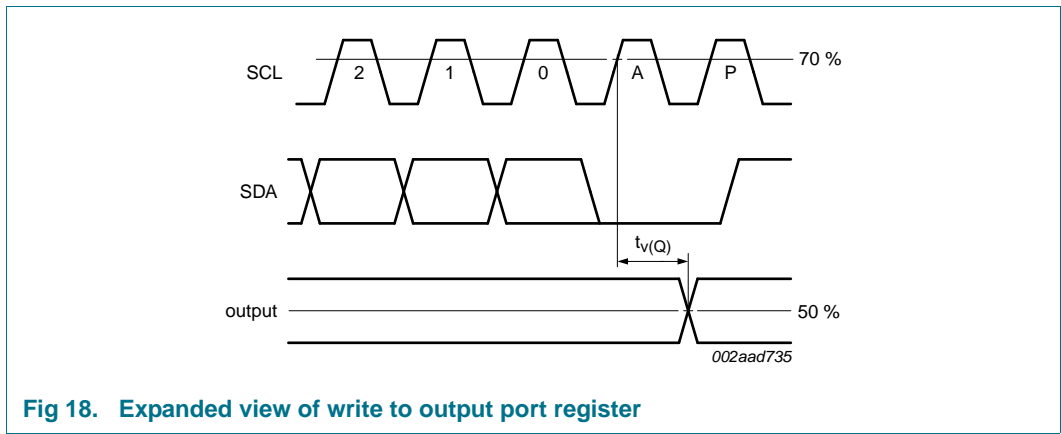 SCL 2 1 0 A P 70 %
SDA
tv(Q)
output 50 %
002aad735
Fig 18. Expanded view of write to output port register